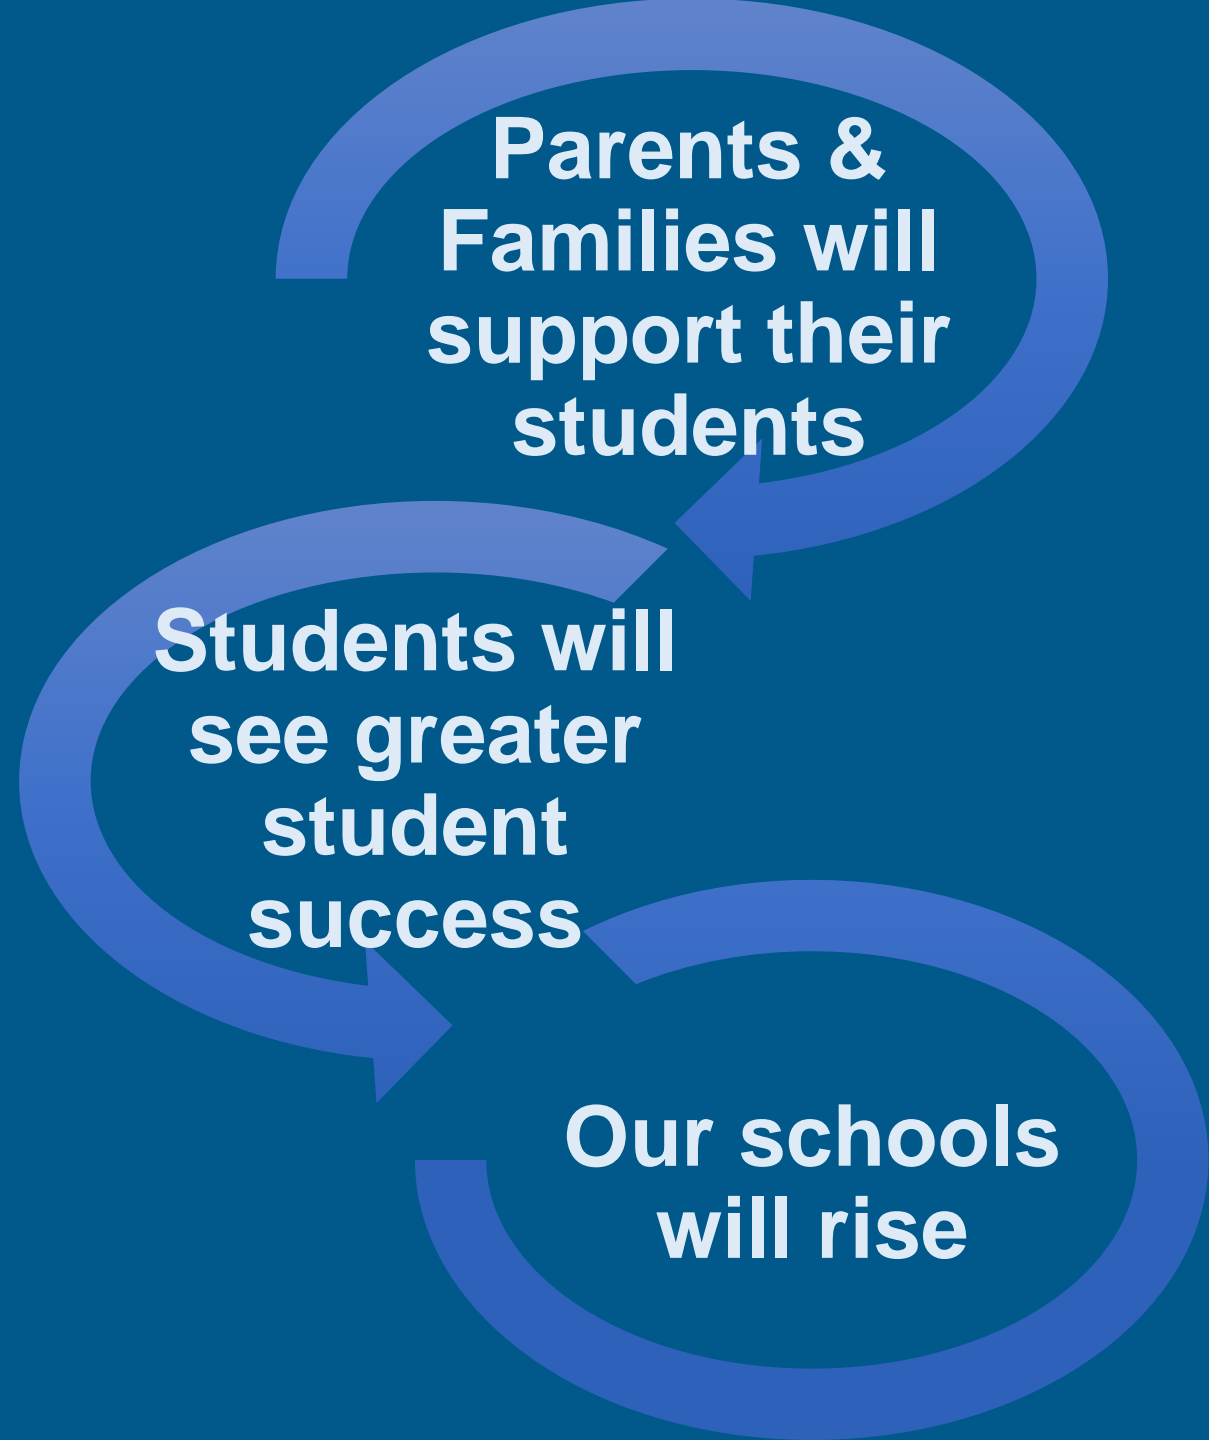 Parents &
Families will
support their
students
Students will
see greater
student
success
Our schools
will rise